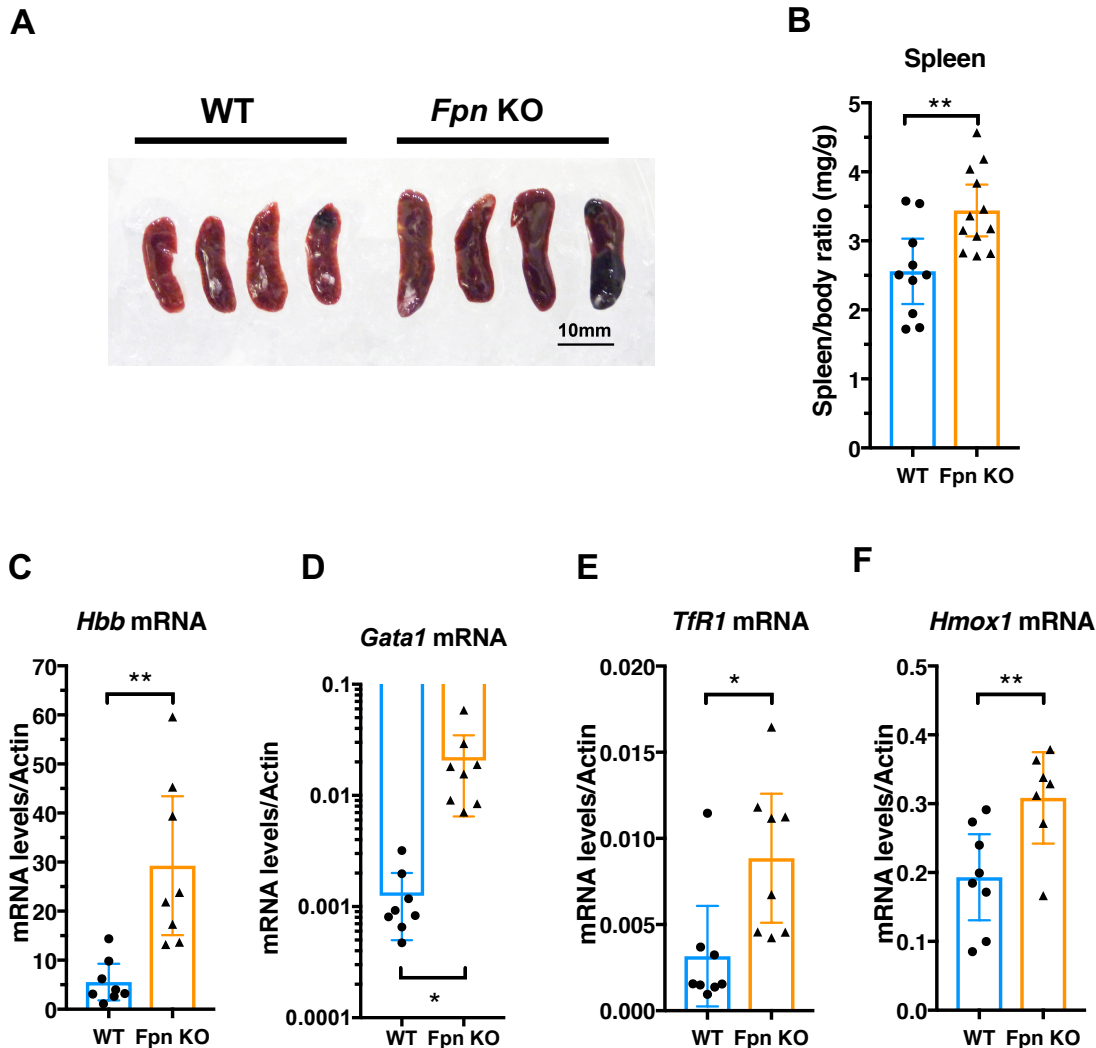 A
WT
Fpn KO
10mm
B
Spleen
**
Spleen/body ratio (mg/g)
5
4
3
2
1
0
WT Fpn KO
C
Hbb mRNA
**
mRNA levels/Actin
70
60
50
40
30
20
10
0
WT Fpn KO
D
Gata1 mRNA
mRNA levels/Actin
0.1
0.01
0.001
0.0001
*
WT Fpn KO
E
TfR1 mRNA
*
mRNA levels/Actin
0.020
0.015
0.010
0.005
0.000
WT Fpn KO
F
Hmox1 mRNA
**
mRNA levels/Actin
0.5
0.4
0.3
0.2
0.1
0.0
WT Fpn KO